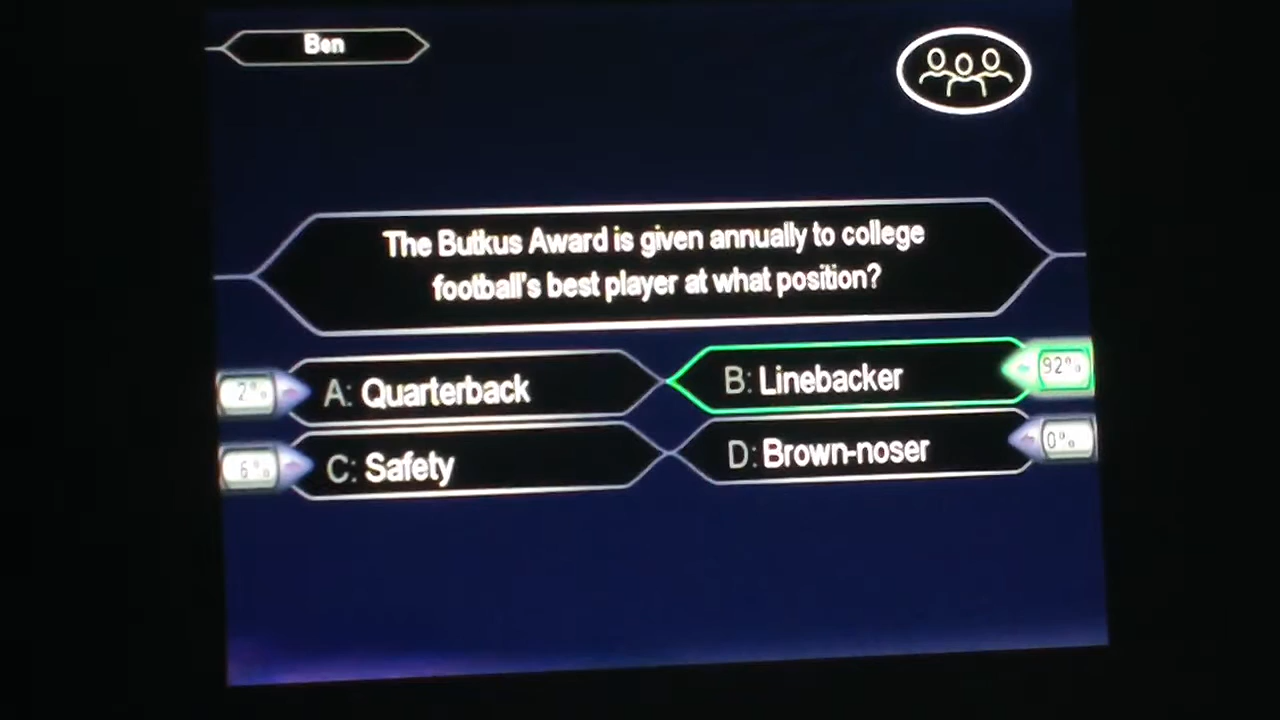 Ben
The Butkus Award is given annually to college
football's best player at what position?
2%
A: Quarterback
B: Linebacker
92%
6%
C: Safety
D: Brown-noser
0%